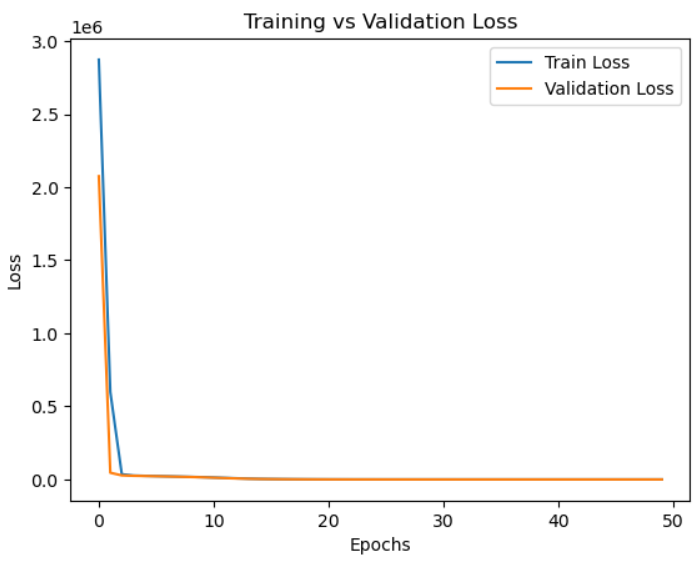 Training vs Validation Loss
1e6
3.0
2.5
2.0
1.5
1.0
0.5
0.0
Loss
Train Loss
Validation Loss
0 10 20 30 40 50
Epochs